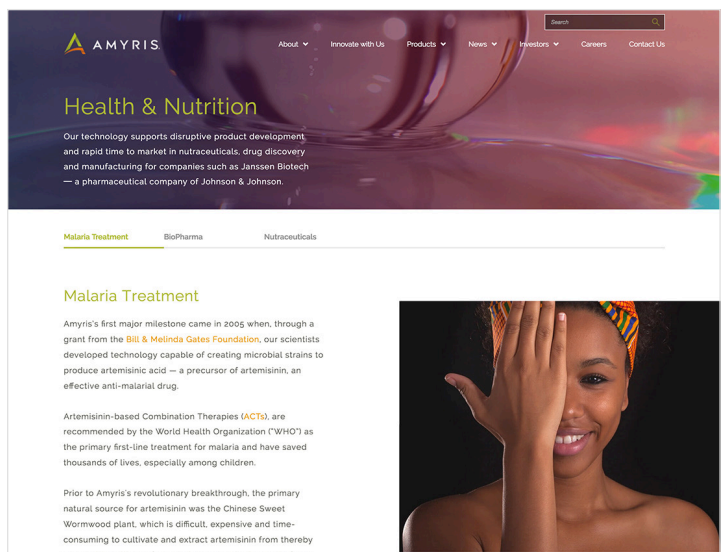 Search
AMYRIS
About
Innovate with Us
Products
News
Investors
Careers
Contact Us
Health & Nutrition
Our technology supports disruptive product development
and rapid time to market in nutraceuticals, drug discovery
and manufacturing for companies such as Janssen Biotech
— a pharmaceutical company of Johnson & Johnson.
Malaria Treatment
BioPharma
Nutraceuticals
Malaria Treatment
Amyris's first major milestone came in 2005 when, through a
grant from the Bill & Melinda Gates Foundation, our scientists
developed technology capable of creating microbial strains to
produce artemisinic acid — a precursor of artemisinin, an
effective anti-malarial drug.
Artemisinin-based Combination Therapies (ACTs), are
recommended by the World Health Organization ("WHO") as
the primary first-line treatment for malaria and have saved
thousands of lives, especially among children.
Prior to Amyris's revolutionary breakthrough, the primary
natural source for artemisinin was the Chinese Sweet
Wormwood plant, which is difficult, expensive and time-
consuming to cultivate and extract artemisinin from thereby